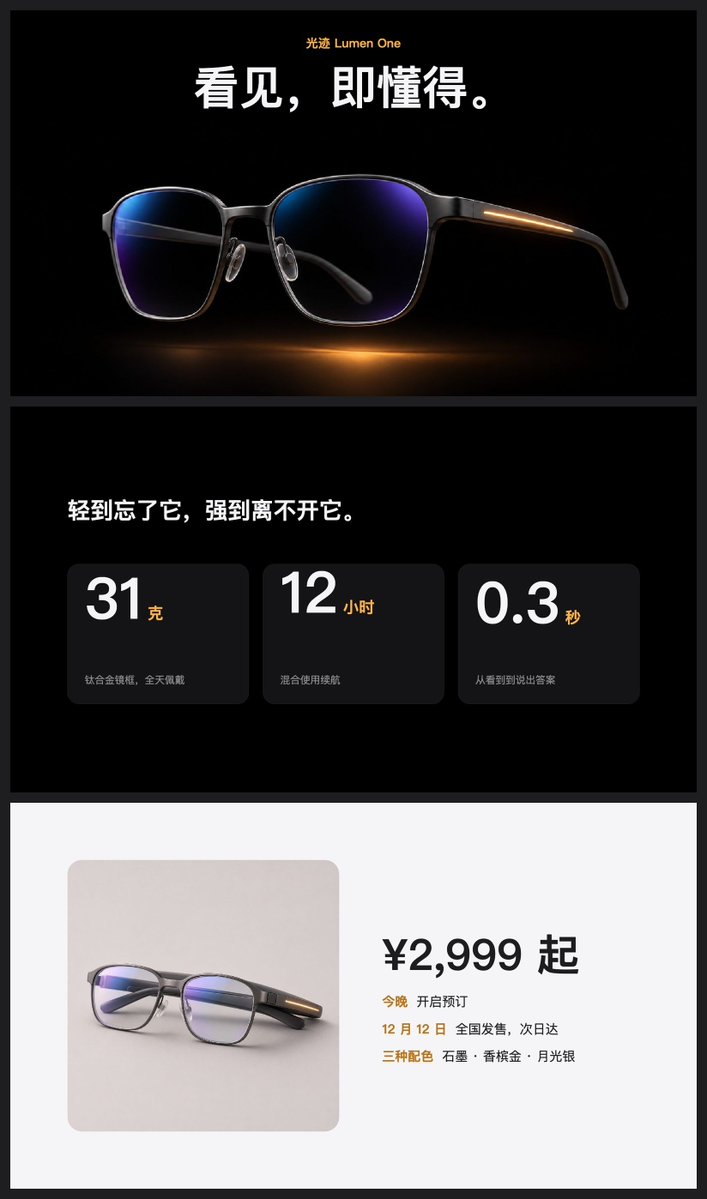 光迹 Lumen One
看见，即懂得。
轻到忘了它，强到离不开它。
31 克
钛合金镜框，全天佩戴
12 小时
混合使用续航
0.3 秒
从看到到说出答案
¥2,999 起
今晚 开启预订
12 月 12 日 全国发售，次日达
三种配色 石墨 · 香槟金 · 月光银